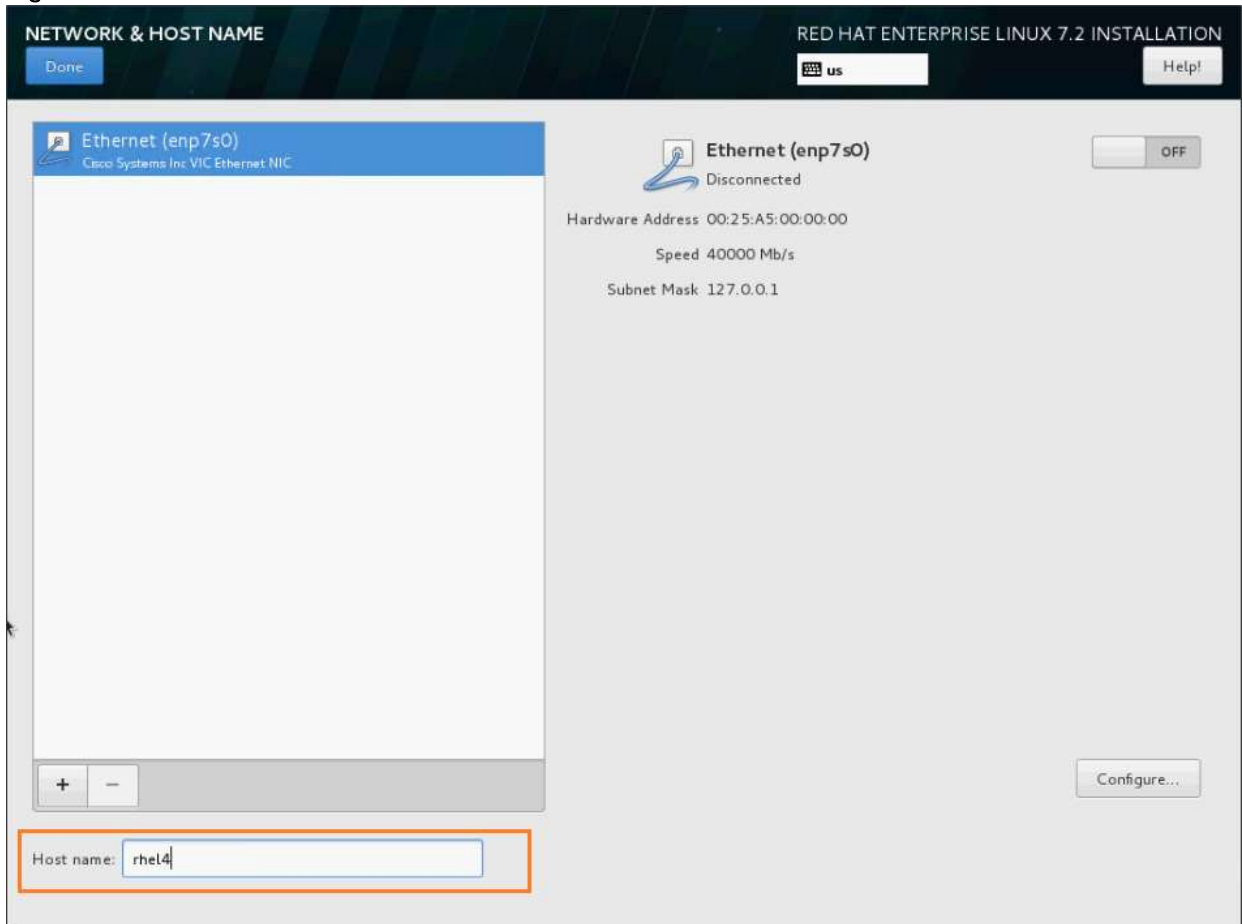 NETWORK & HOST NAME
RED HAT ENTERPRISE LINUX 7.2 INSTALLATION
Done
us
Help!
Ethernet (enp7s0)
Cisco Systems Inc VIC Ethernet NIC
Ethernet (enp7s0)
Disconnected
OFF
Hardware Address 00:25:A5:00:00:00
Speed 40000 Mb/s
Subnet Mask 127.0.0.1
+ −
Configure...
Host name: rhel4